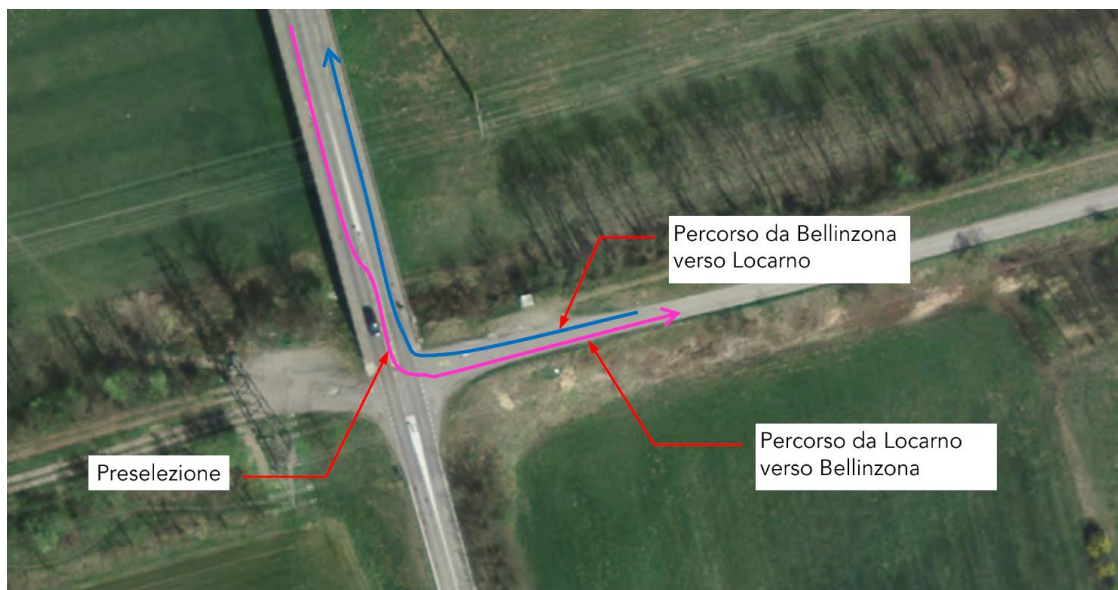 Percorso da Bellinzona
verso Locarno
Percorso da Locarno
verso Bellinzona
Preselezione